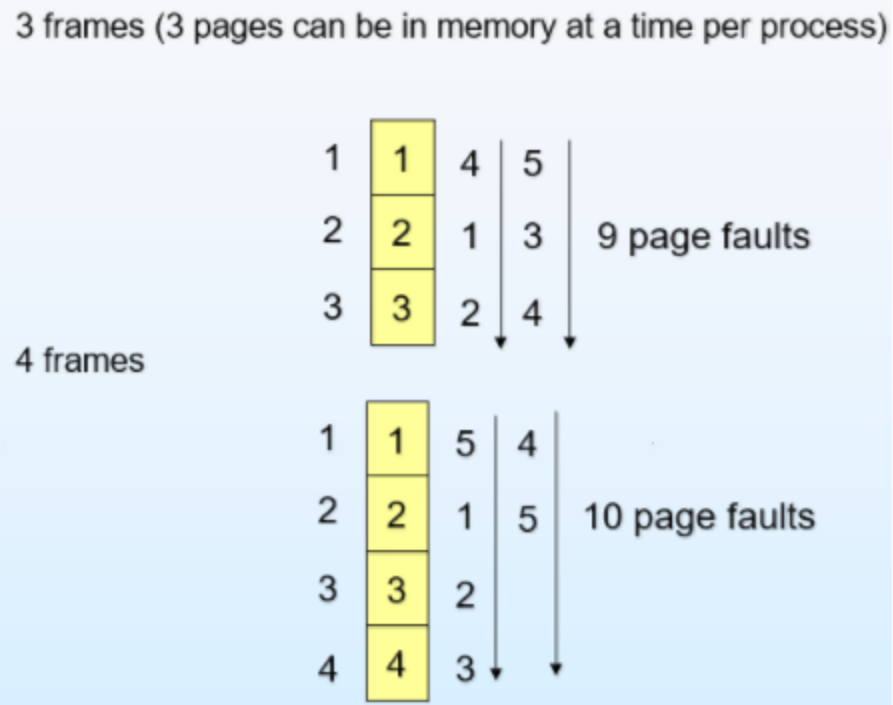 3 frames (3 pages can be in memory at a time per process)
1 1 4 5
2 2 1 3 9 page faults
3 3 2 4
4 frames
1 1 5 4
2 2 1 5 10 page faults
3 3 2
4 4 3